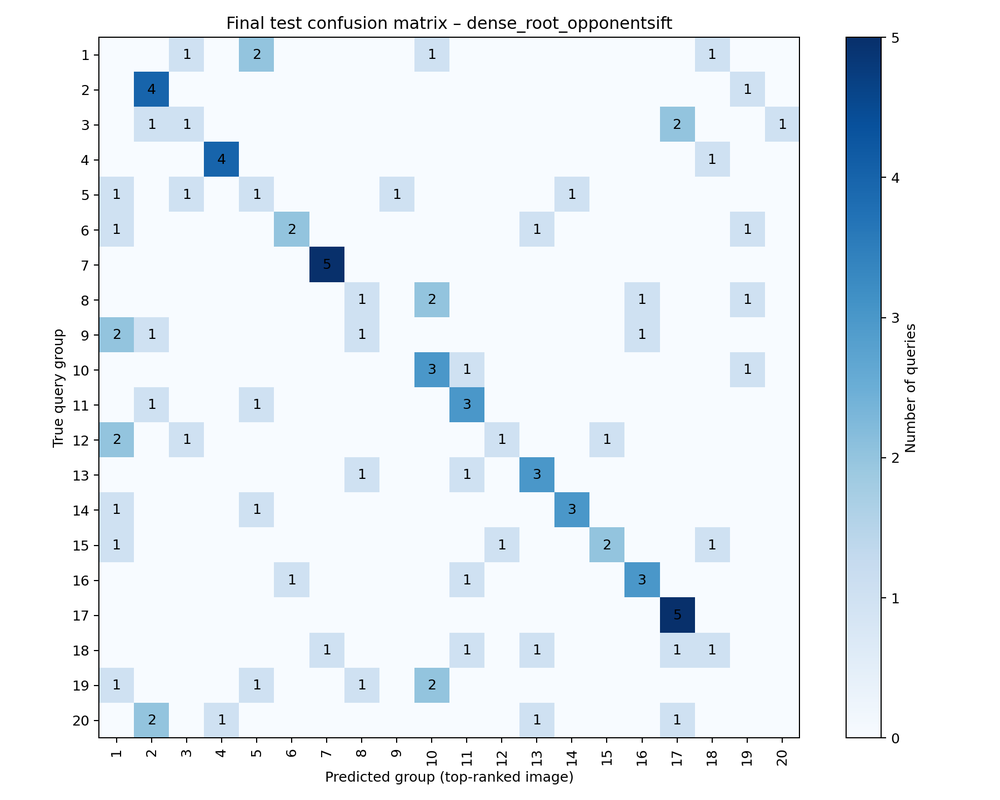 Final test confusion matrix – dense_root_opponentsift
1 1 2 1 1
2 4 1
3 1 1 2 1
4 4 1
5 1 1 1 1 1
6 1 2 1 1
7 5
8 1 2 1 1
9 2 1 1 1
10 3 1 1
11 1 1 3
12 2 1 1 1
13 1 1 3
14 1 1 3
15 1 1 2 1
16 1 1 3
17 5
18 1 1 1 1 1
19 1 1 1 2
20 2 1 1 1
1 2 3 4 5 6 7 8 9 10 11 12 13 14 15 16 17 18 19 20
Predicted group (top-ranked image)
True query group
5
4
3
2
1
0
Number of queries